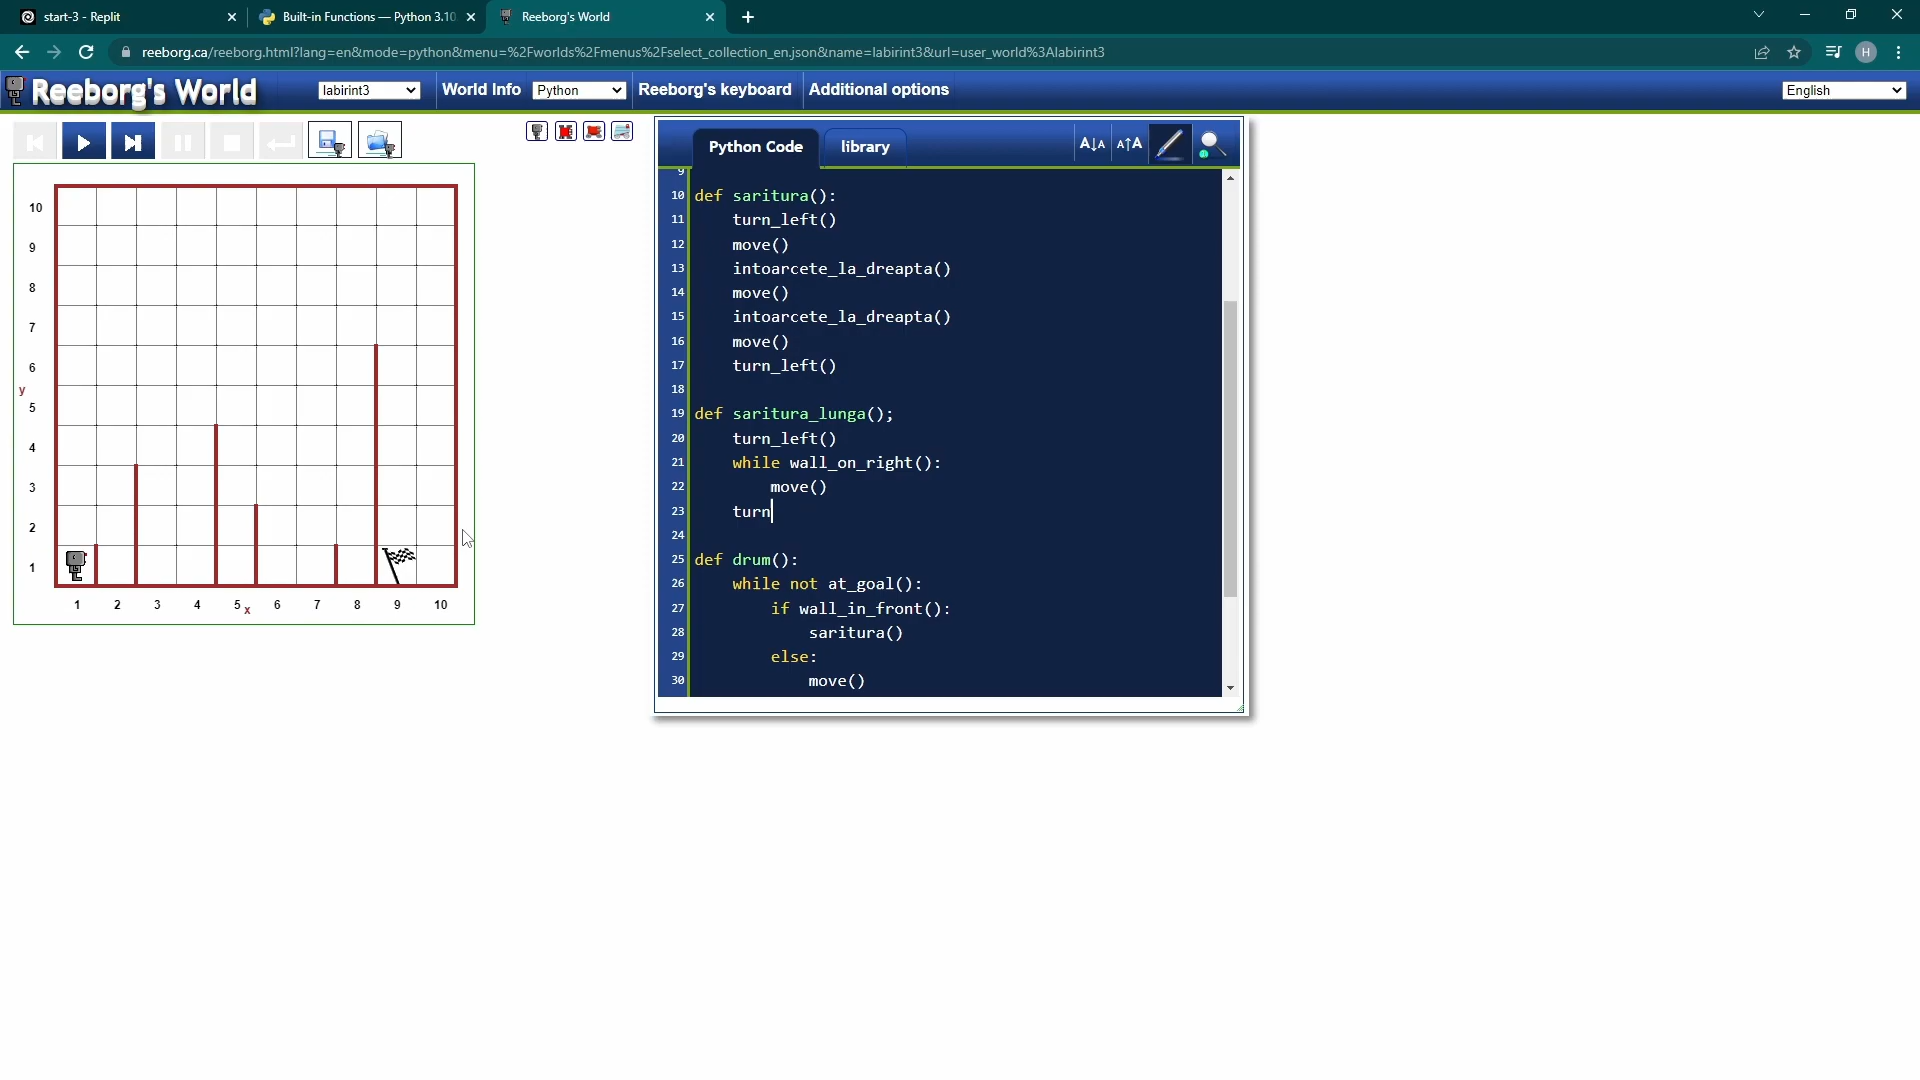 start-3 - Replit
Built-in Functions — Python 3.10
Reeborg's World
reeborg.ca/reeborg.html?lang=en&mode=python&menu=%2Fworlds%2Fmenus%2Fselect_collection_en.json&name=labirint3&url=user_world%3Alabirint3
H
Reeborg's World
labirint3
World Info
Python
Reeborg's keyboard
Additional options
English
Python Code
library
A↓A
A↑A
10
9
8
7
6
y
5
4
3
2
1
1 2 3 4 5 x 6 7 8 9 10
9
10 def saritura():
11 turn_left()
12 move()
13 intoarcete_la_dreapta()
14 move()
15 intoarcete_la_dreapta()
16 move()
17 turn_left()
18
19 def saritura_lunga();
20 turn_left()
21 while wall_on_right():
22 move()
23 turn
24
25 def drum():
26 while not at_goal():
27 if wall_in_front():
28 saritura()
29 else:
30 move()